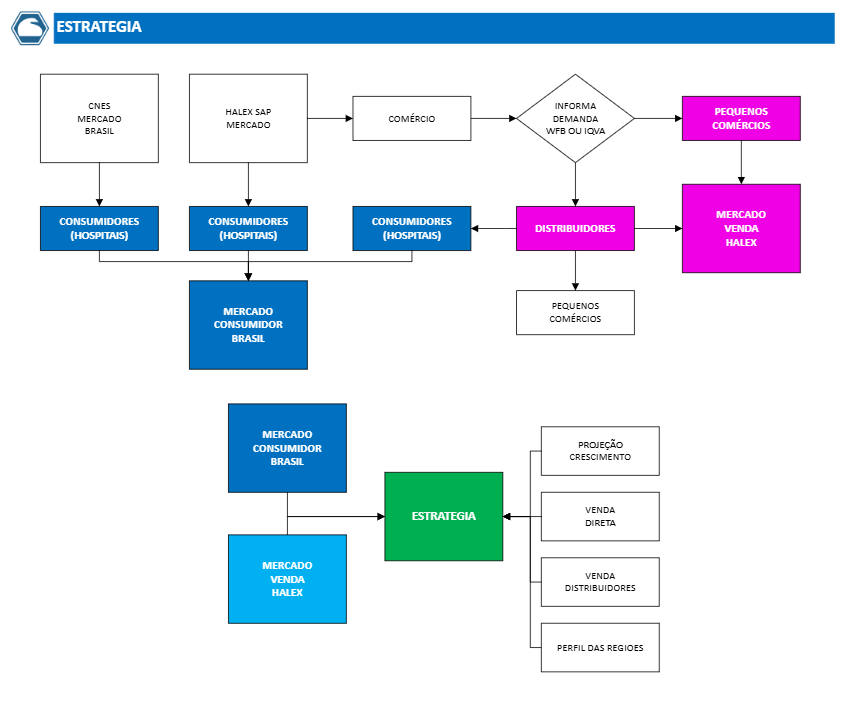 ESTRATEGIA
CNES
MERCADO
BRASIL
HALEX SAP
MERCADO
COMÉRCIO
INFORMA
DEMANDA
WFB OU IQVA
PEQUENOS
COMÉRCIOS
CONSUMIDORES
(HOSPITAIS)
CONSUMIDORES
(HOSPITAIS)
CONSUMIDORES
(HOSPITAIS)
DISTRIBUIDORES
MERCADO
VENDA
HALEX
MERCADO
CONSUMIDOR
BRASIL
PEQUENOS
COMÉRCIOS
MERCADO
CONSUMIDOR
BRASIL
MERCADO
VENDA
HALEX
ESTRATEGIA
PROJEÇÃO
CRESCIMENTO
VENDA
DIRETA
VENDA
DISTRIBUIDORES
PERFIL DAS REGIOES